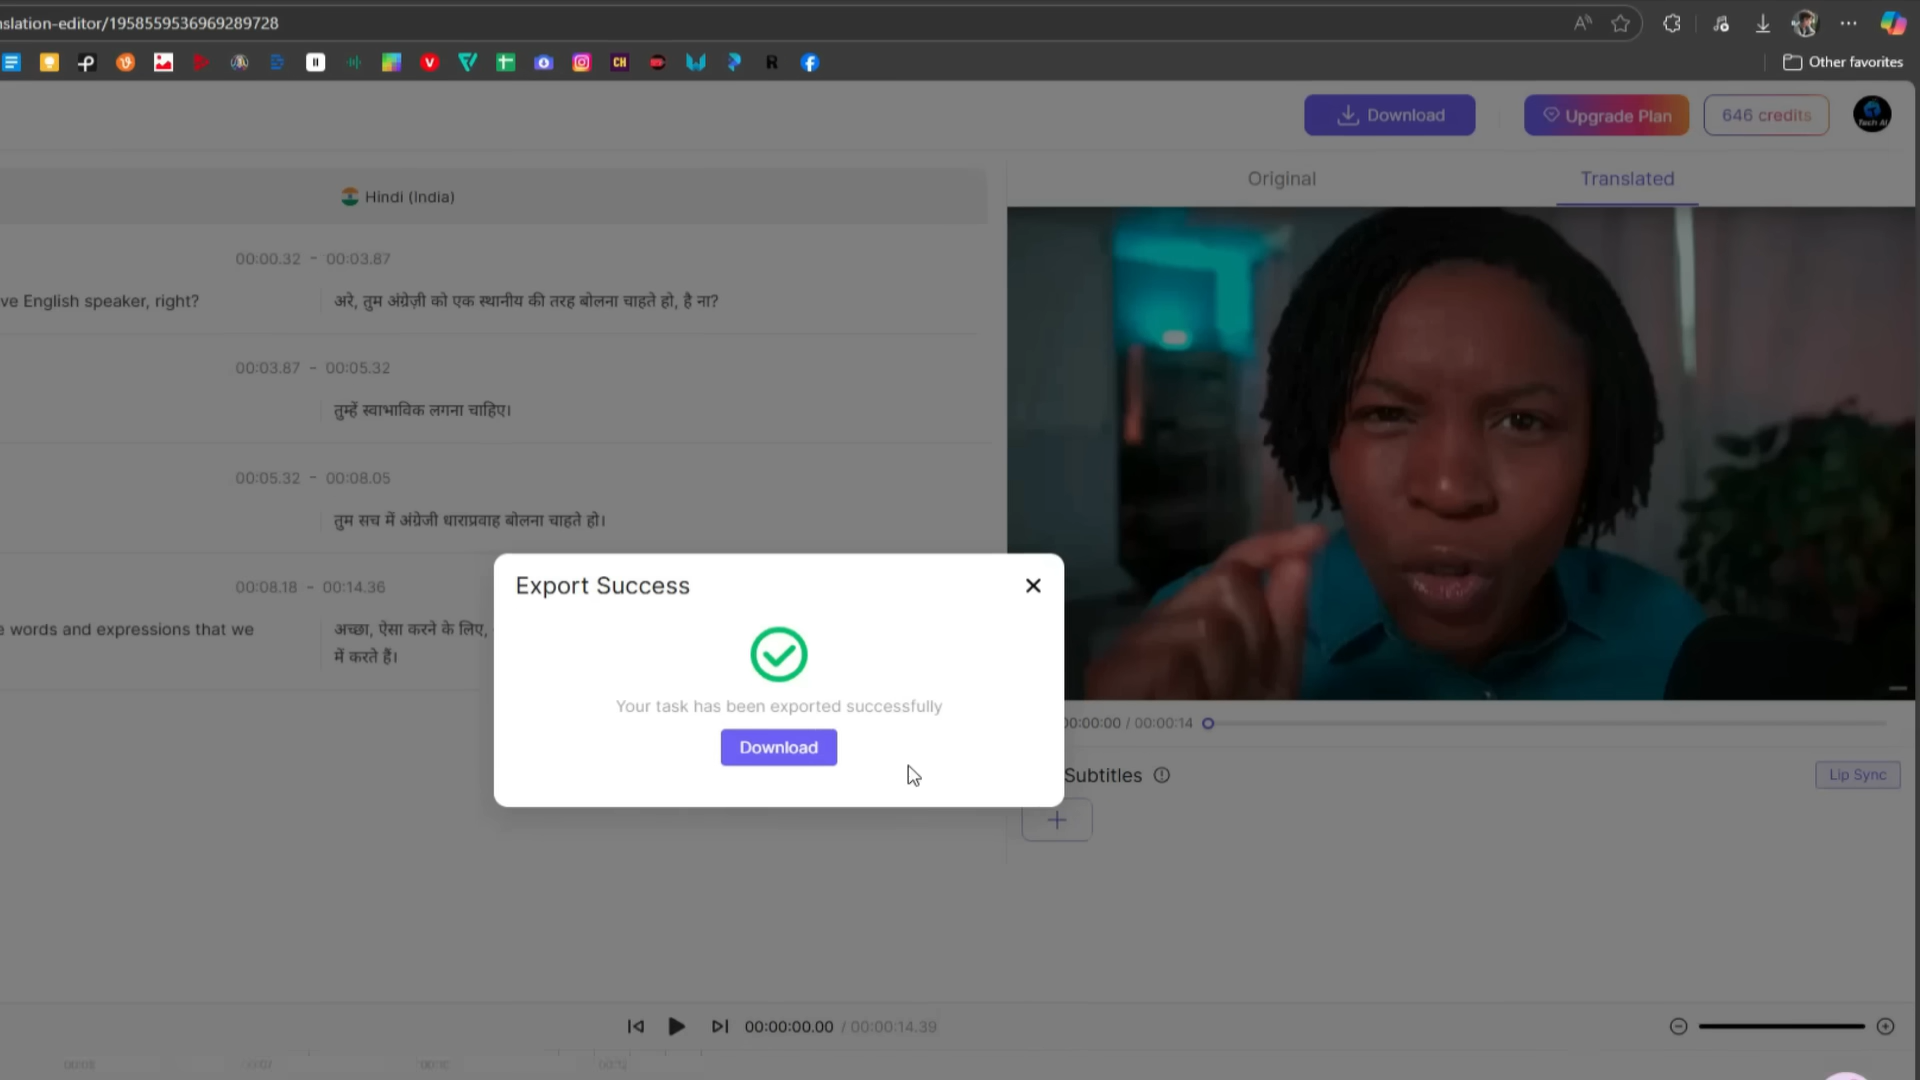 nslation-editor/1958559536969289728
Other favorites
Download
Upgrade Plan
646 credits
Tech AI
Hindi (India)
Original
Translated
00:00.32 - 00:03.87
ve English speaker, right?
अरे, तुम अंग्रेज़ी को एक स्थानीय की तरह बोलना चाहते हो, है ना?
00:03.87 - 00:05.32
तुम्हें स्वाभाविक लगना चाहिए।
00:05.32 - 00:08.05
तुम सच में अंग्रेजी धाराप्रवाह बोलना चाहते हो।
00:08.18 - 00:14.36
e words and expressions that we
अच्छा, ऐसा करने के लिए,
में करते हैं।
Export Success
Your task has been exported successfully
Download
00:00:00 / 00:00:14
Subtitles
Lip Sync
00:00:00.00 / 00:00:14.39